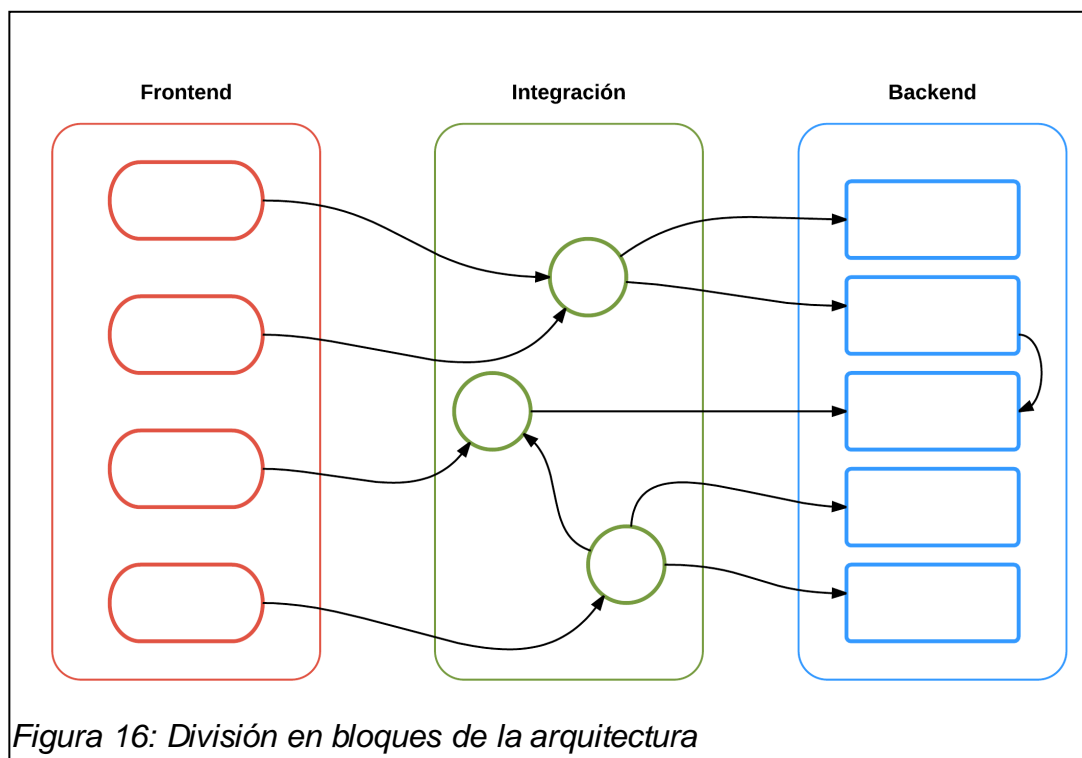 Frontend
Integración
Backend
Figura 16: División en bloques de la arquitectura